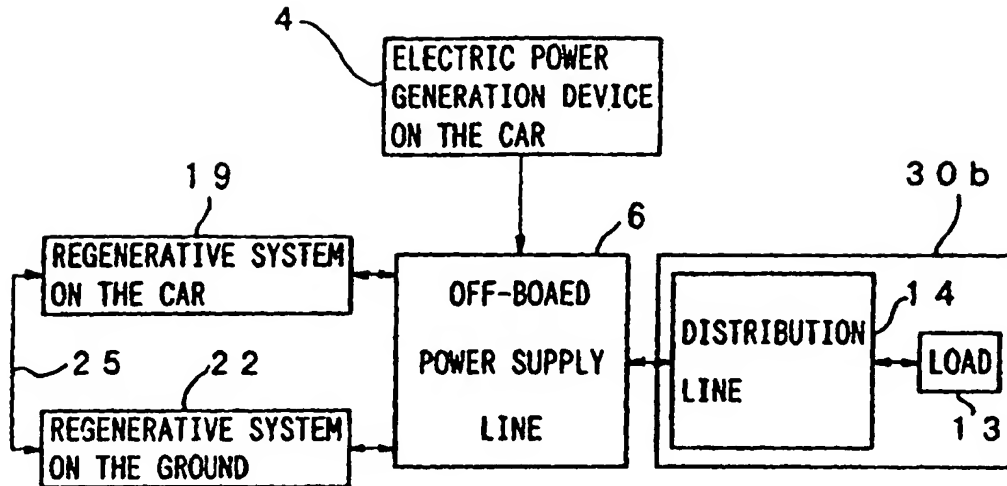 4
ELECTRIC POWER
GENERATION DEVICE
ON THE CAR
19
30b
6
REGENERATIVE SYSTEM
ON THE CAR
OFF-BOAED
POWER SUPPLY
LINE
14
DISTRIBUTION
LINE
LOAD
13
25
22
REGENERATIVE SYSTEM
ON THE GROUND